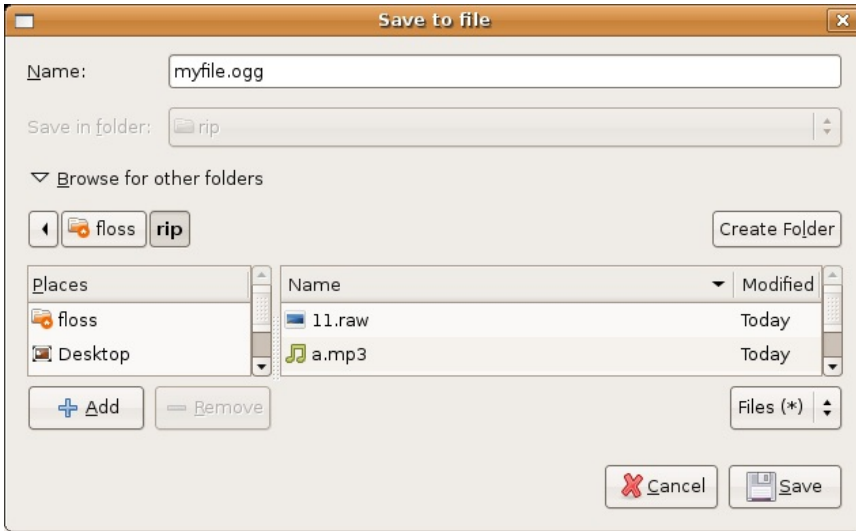 Save to file
Name: myfile.ogg
Save in folder: rip
Browse for other folders
floss rip Create Folder
Places Name Modified
floss 11.raw Today
Desktop a.mp3 Today
Add Remove Files (*)
Cancel Save